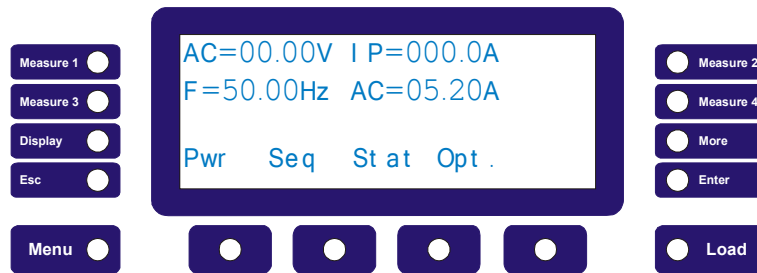 AC=00.00V IP=000.0A
Measure 1
Measure 2
F=50.00Hz AC=05.20A
Measure 3
Measure 4
Display
More
Pwr Seq Stat Opt.
Esc
Enter
Menu
Load